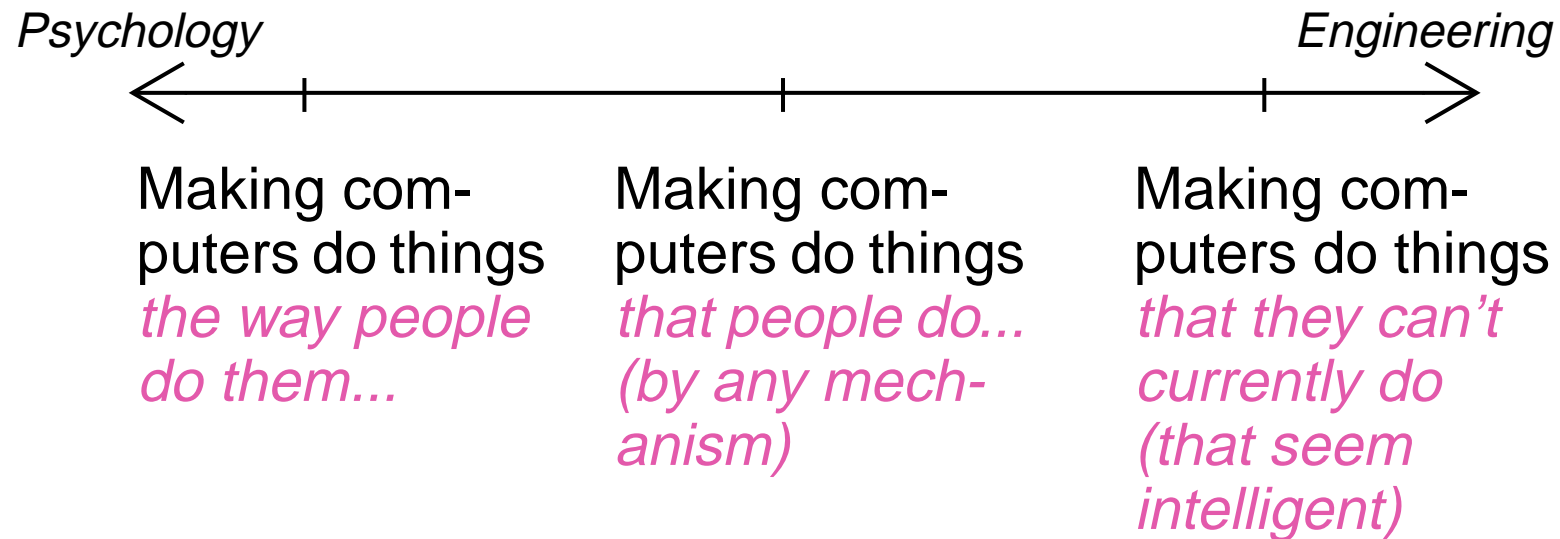 Psychology
Engineering
Making com-
puters do things
the way people
do them...
Making com-
puters do things
that people do...
(by any mech-
anism)
Making com-
puters do things
that they can’t
currently do
(that seem
intelligent)